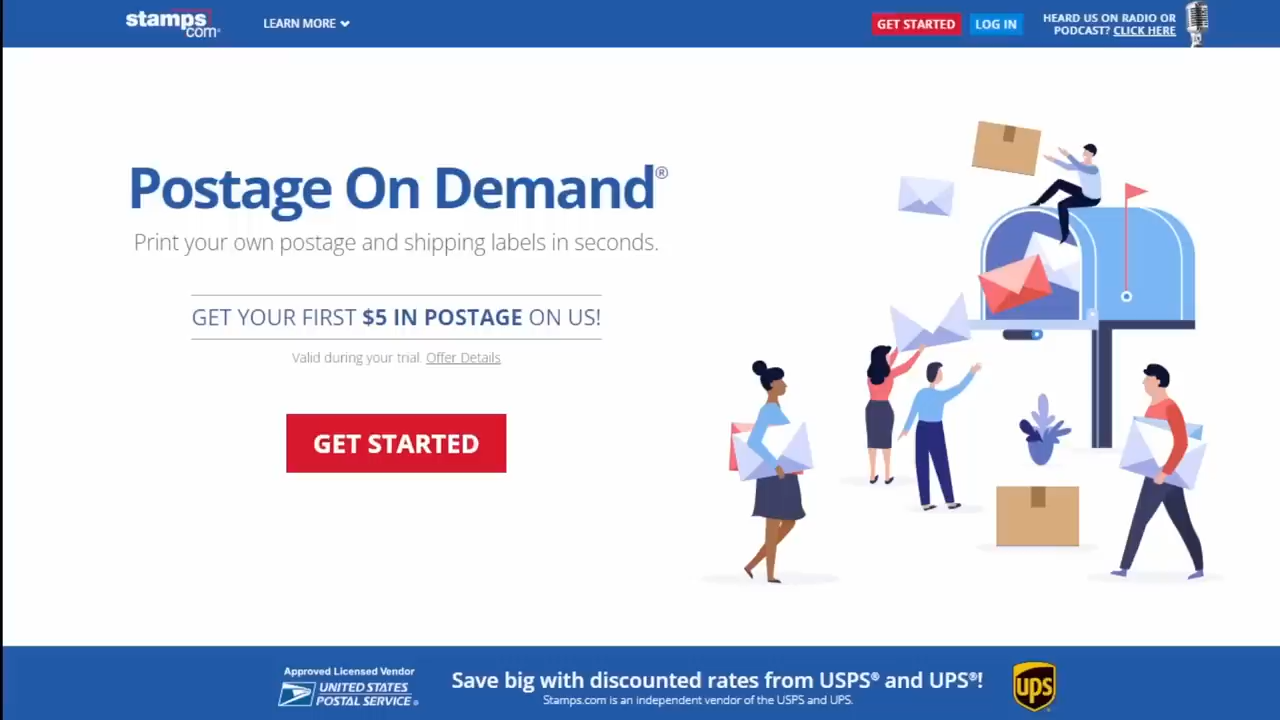 stamps
.com®
LEARN MORE
GET STARTED
LOG IN
HEARD US ON RADIO OR
PODCAST? CLICK HERE
Postage On Demand®
Print your own postage and shipping labels in seconds.
GET YOUR FIRST $5 IN POSTAGE ON US!
Valid during your trial. Offer Details
GET STARTED
Approved Licensed Vendor
UNITED STATES
POSTAL SERVICE®
Save big with discounted rates from USPS® and UPS®!
Stamps.com is an independent vendor of the USPS and UPS.
ups